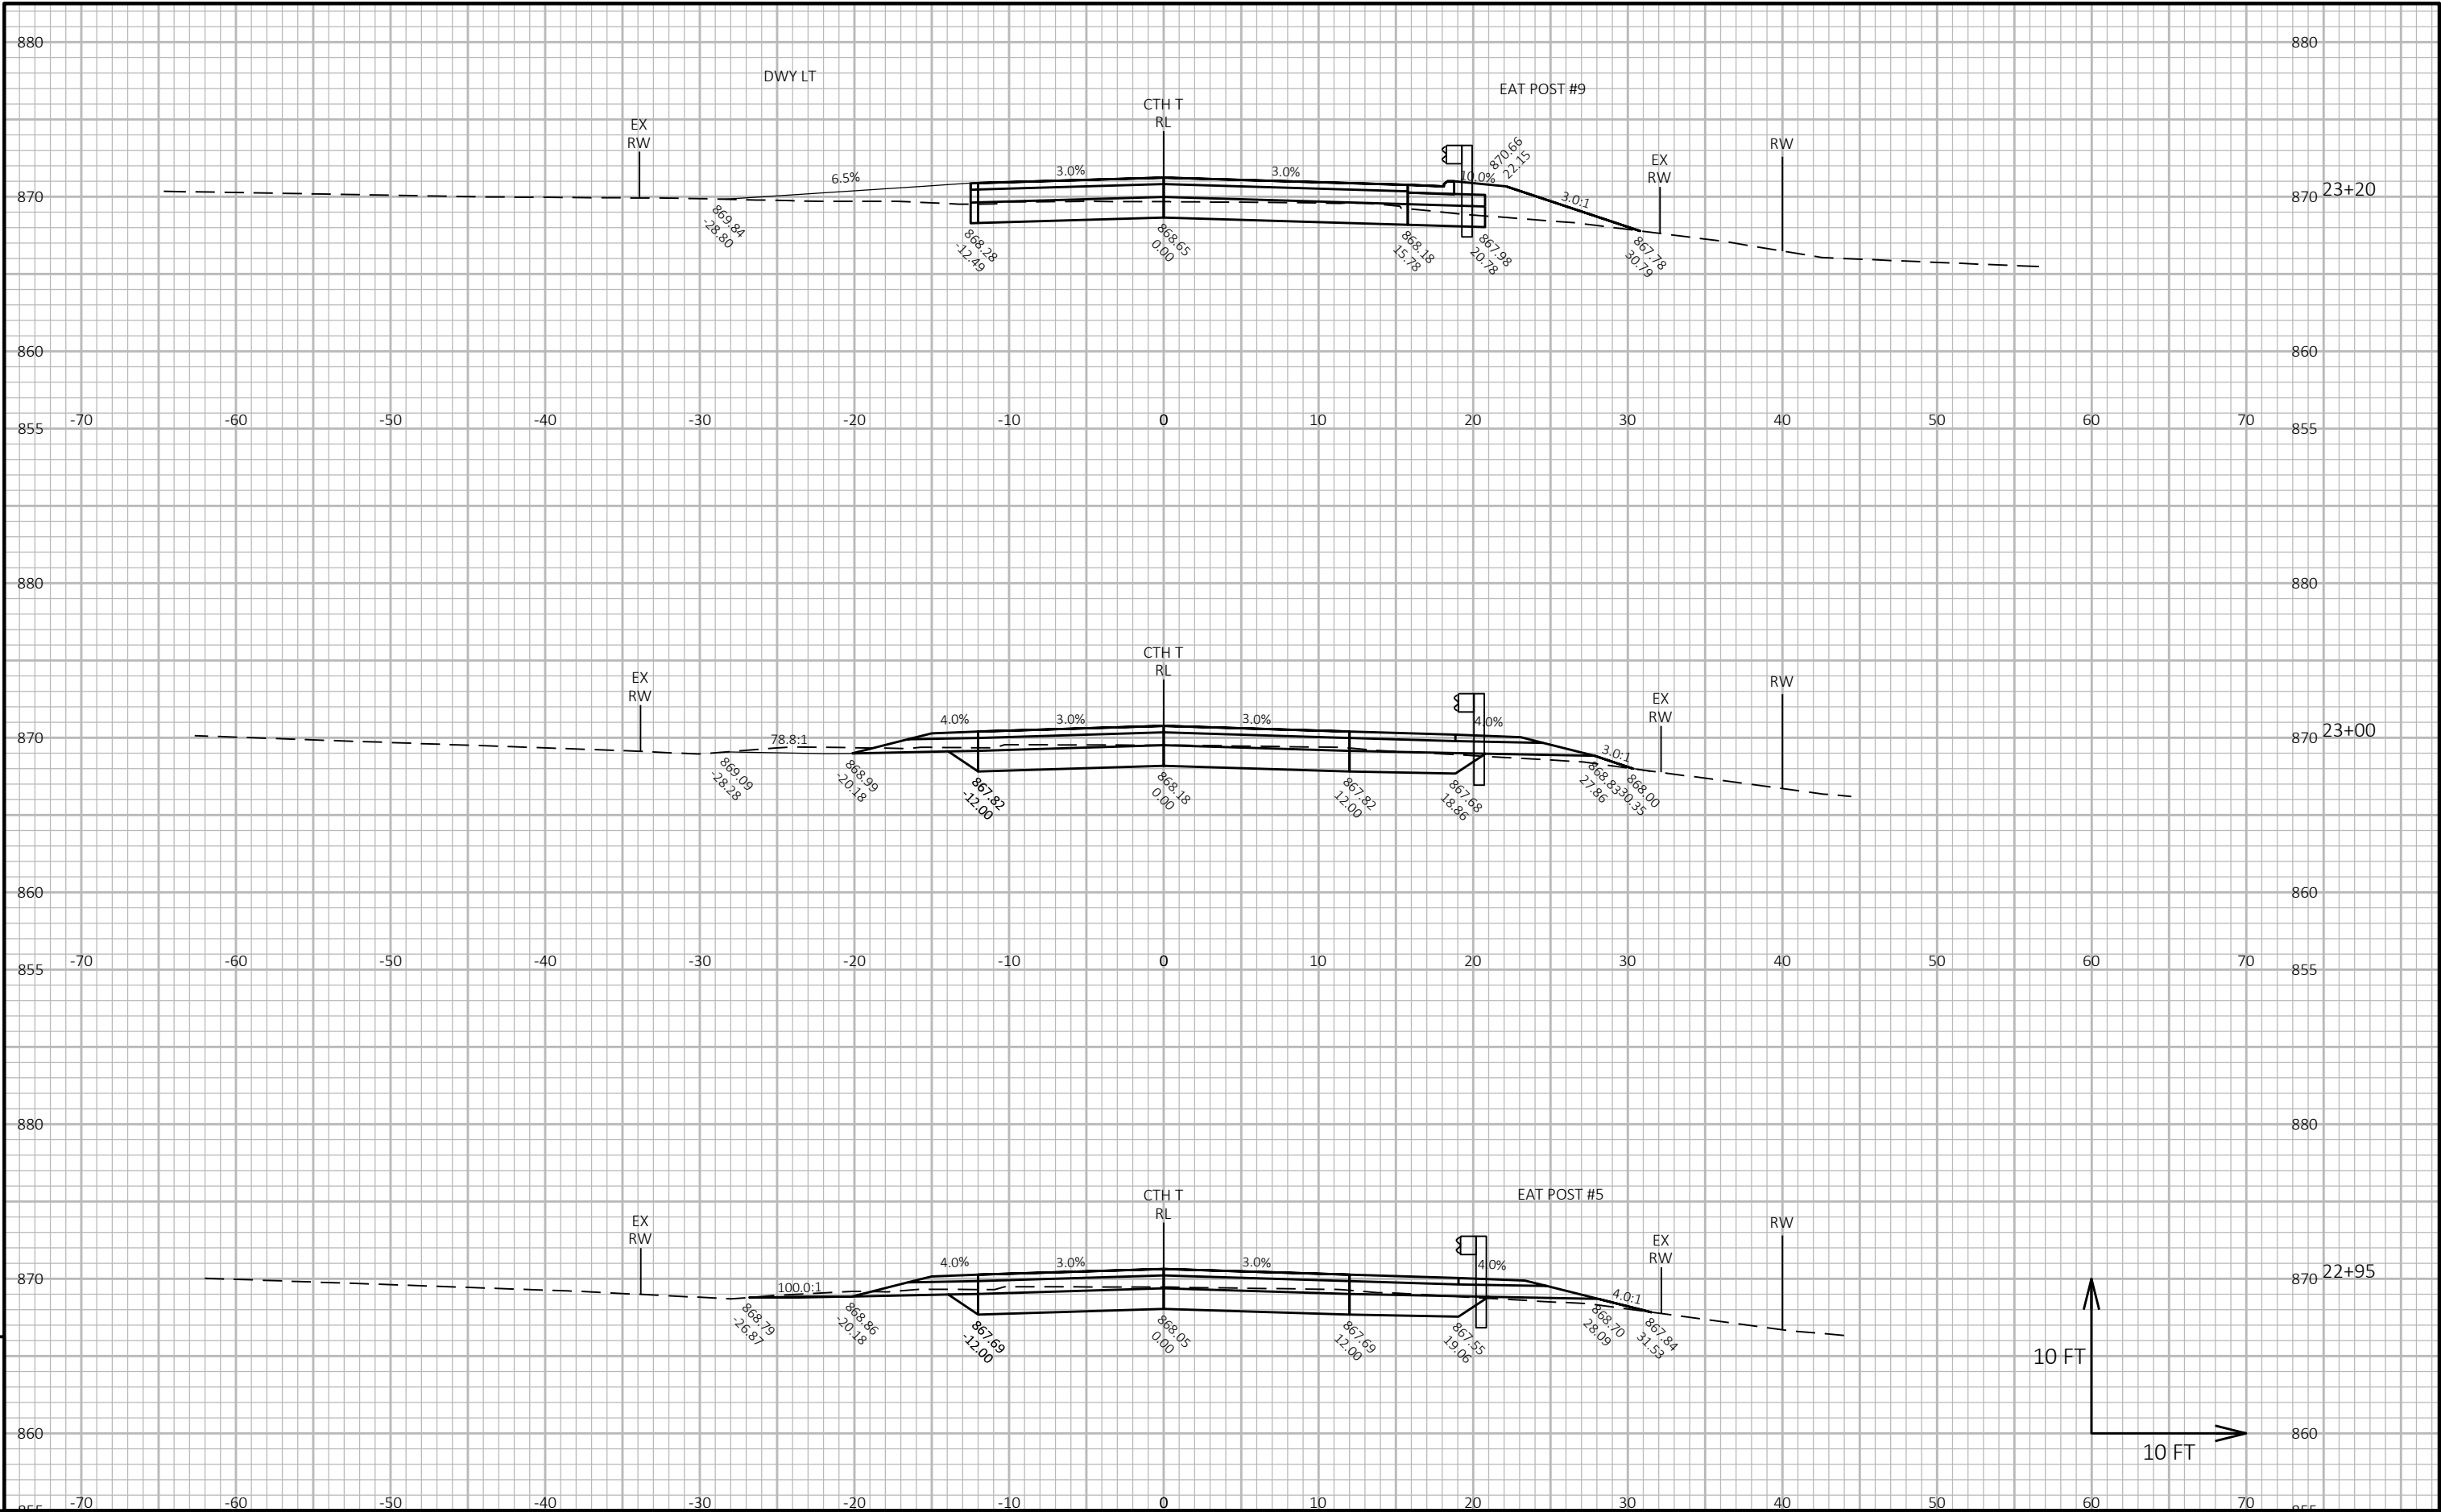 880 880
DWY LT
EAT POST #9
CTH T
RL
EX
RW
RW
EX
RW
870.66
22.15
6.5% 3.0% 3.0% 10.0% 3.0:1
870 870 23+20
869.84
-28.80
868.28
-12.49
868.65
0.00
868.18
15.78
867.98
20.78
867.78
30.79
860 860
-70 -60 -50 -40 -30 -20 -10 0 10 20 30 40 50 60 70
855 855
880 880
CTH T
RL
EX
RW
RW
EX
RW
4.0% 3.0% 3.0% 4.0%
78.8:1 3.0:1
870 870 23+00
869.09
-28.28
868.99
-20.18
867.82
-12.00
868.18
0.00
867.82
12.00
867.68
18.86
868.83
27.86
868.00
30.35
860 860
-70 -60 -50 -40 -30 -20 -10 0 10 20 30 40 50 60 70
855 855
880 880
CTH T
RL
EAT POST #5
EX
RW
RW
EX
RW
4.0% 3.0% 3.0% 4.0%
100.0:1 4.0:1
870 870 22+95
868.79
-26.87
868.86
-20.18
867.69
-12.00
868.05
0.00
867.69
12.00
867.55
19.06
868.70
28.09
867.84
31.53
10 FT
860 860
10 FT
-70 -60 -50 -40 -30 -20 -10 0 10 20 30 40 50 60 70
855 855